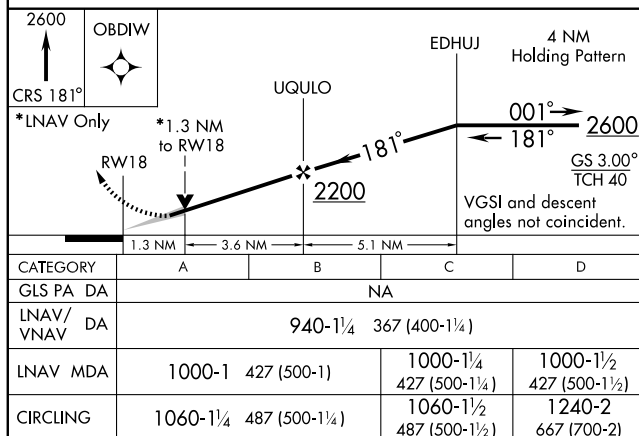 2600
CRS 181°
OBDIW
*LNAV Only
*1.3 NM
to RW18
RW18
UQULO
2200
181°
EDHUJ
4 NM
Holding Pattern
001°
181°
2600
GS 3.00°
TCH 40
VGSI and descent
angles not coincident.
1.3 NM 3.6 NM 5.1 NM
CATEGORY A B C D
GLS PA DA NA
LNAV/
VNAV DA 940-1¼ 367 (400-1¼)
LNAV MDA 1000-1 427 (500-1) 1000-1¼ 1000-1½
427 (500-1¼) 427 (500-1½)
CIRCLING 1060-1¼ 487 (500-1¼) 1060-1½ 1240-2
487 (500-1½) 667 (700-2)